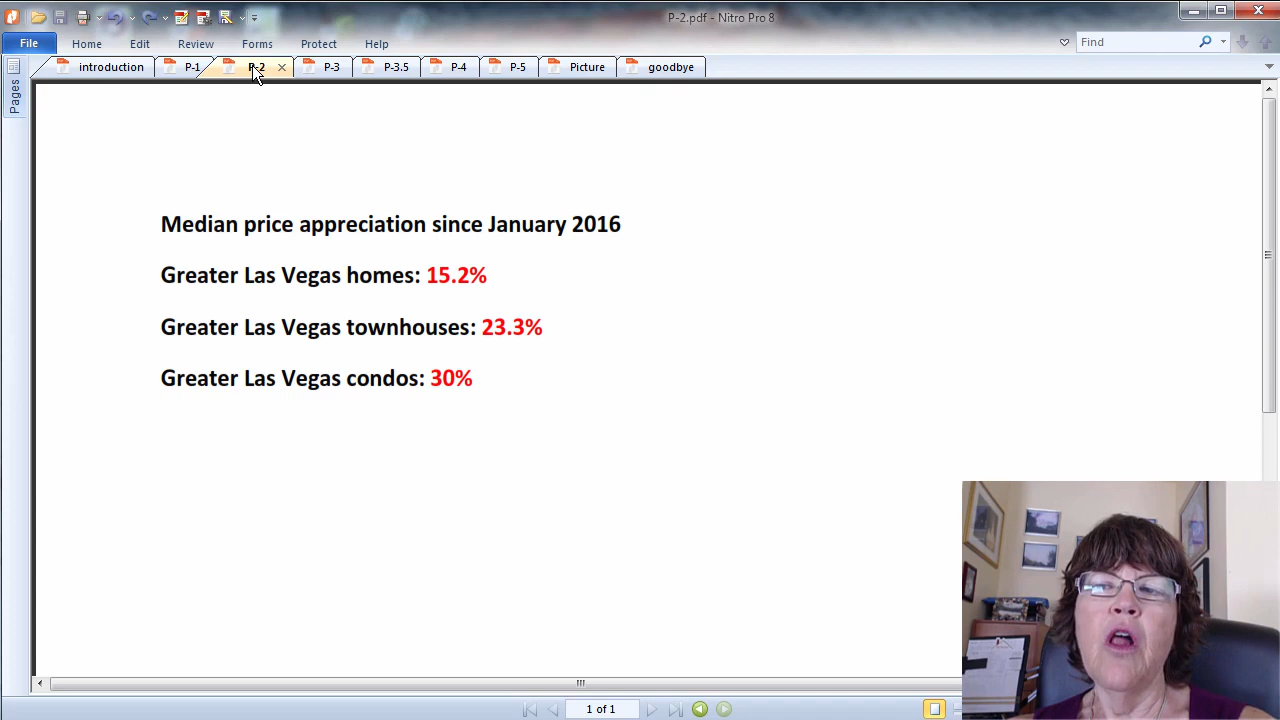 P-2.pdf - Nitro Pro 8
File Home Edit Review Forms Protect Help
Find
introduction P-1 P-2 P-3 P-3.5 P-4 P-5 Picture goodbye
Pages
Median price appreciation since January 2016
Greater Las Vegas homes: 15.2%
Greater Las Vegas townhouses: 23.3%
Greater Las Vegas condos: 30%
1 of 1